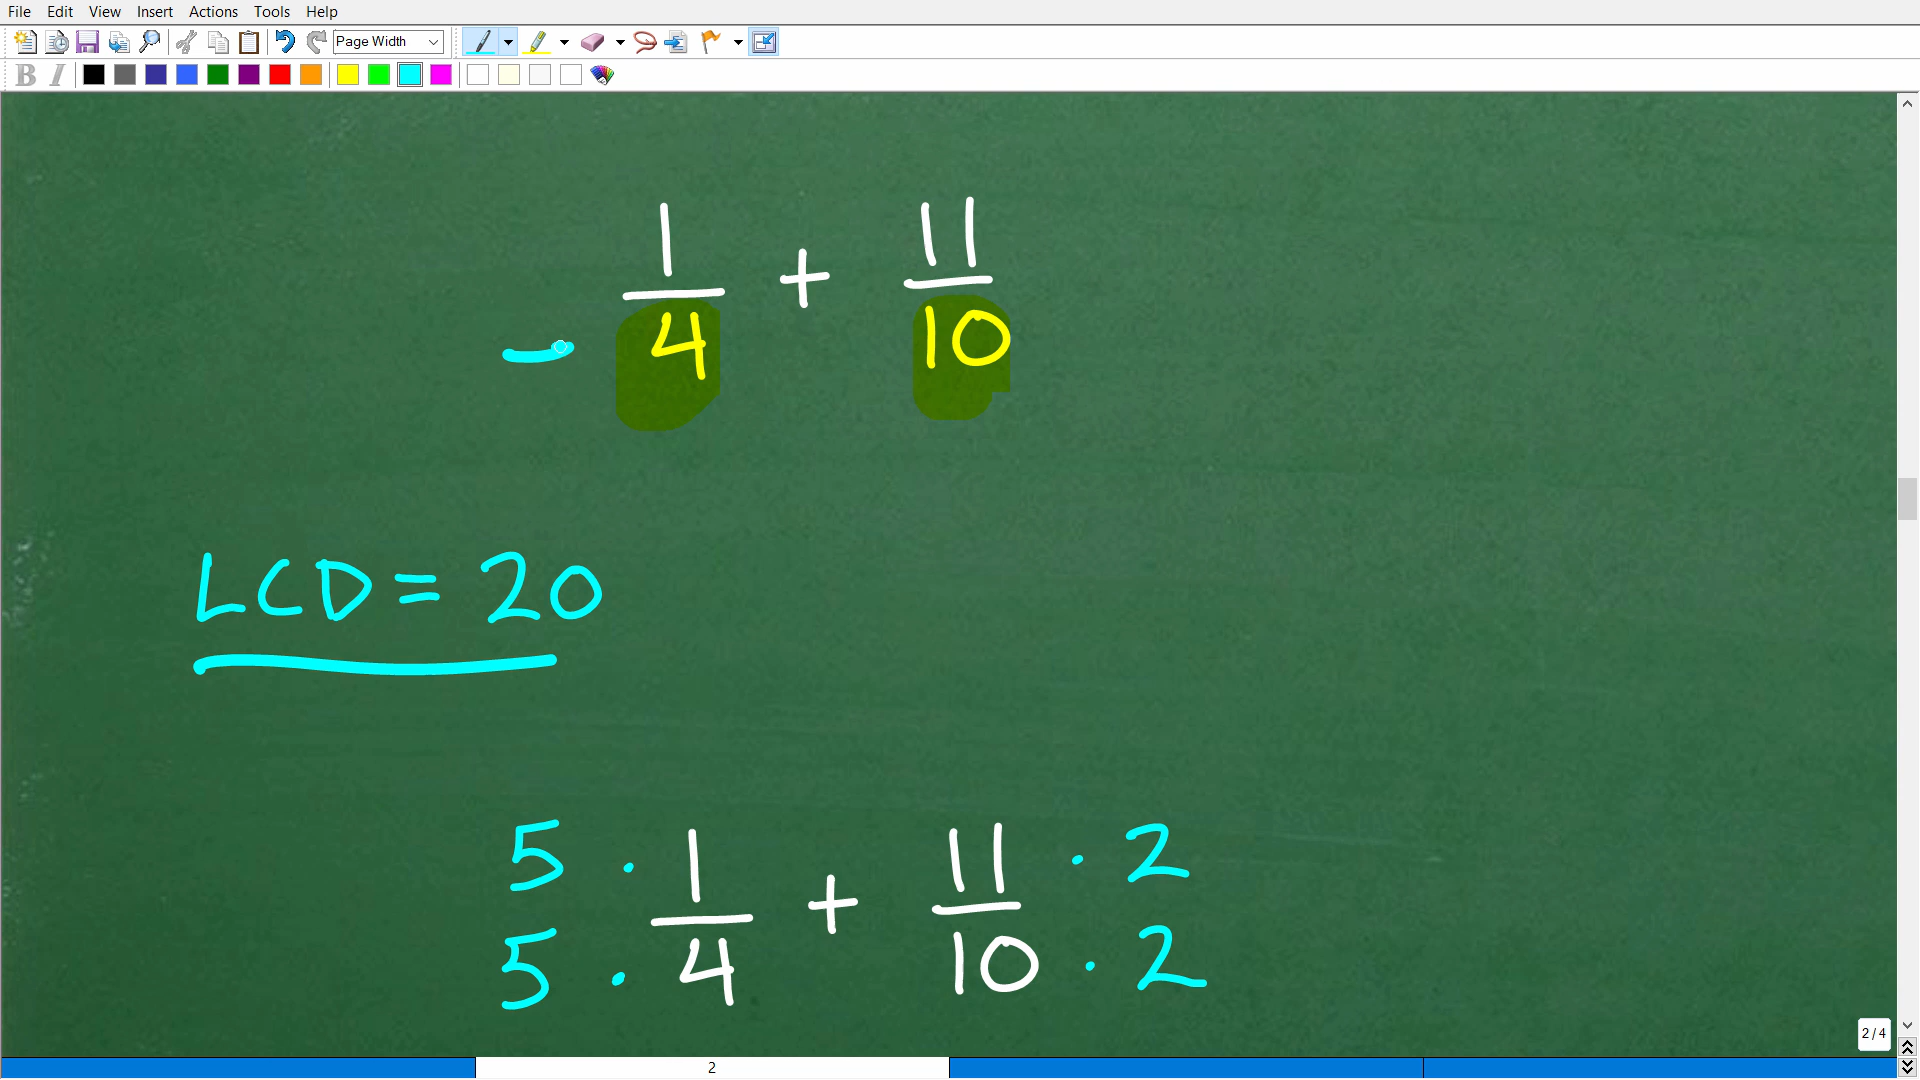 File Edit View Insert Actions Tools Help
Page Width
B I
1/4 + 11/10
LCD = 20
5 · 1 + 11 · 2
5 · 4 10 · 2
2 / 4
2